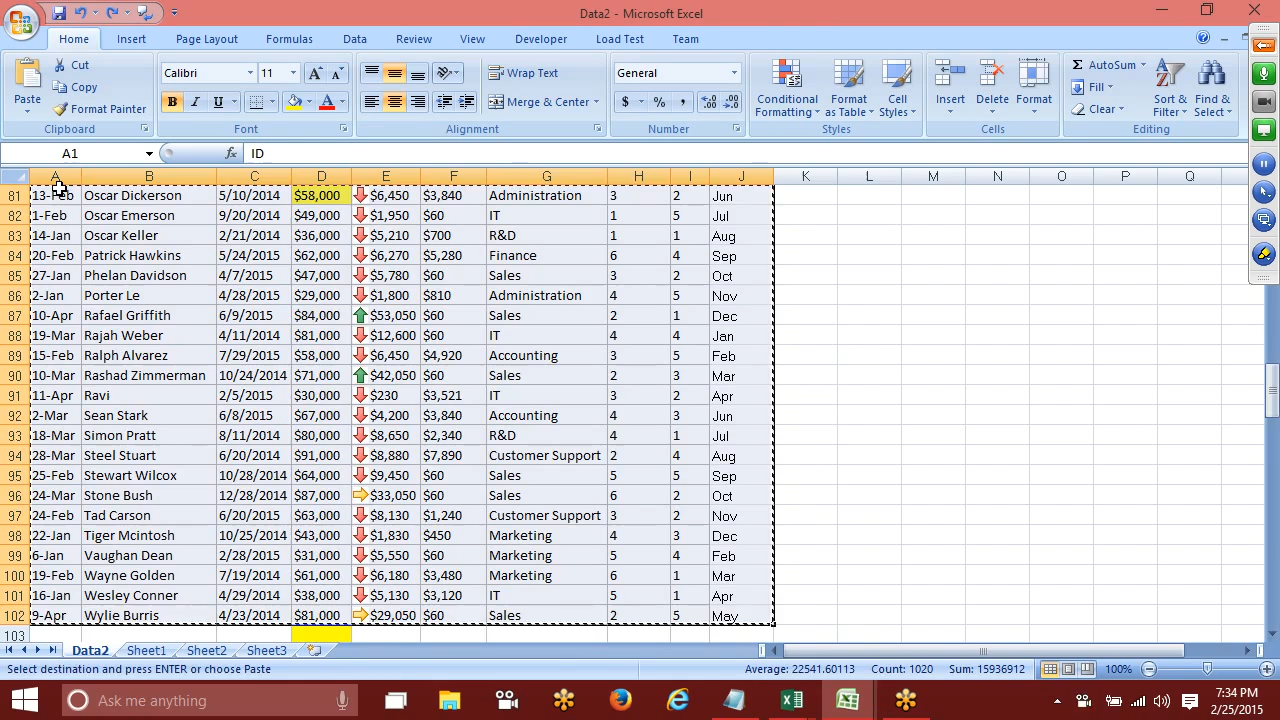 Data2 - Microsoft Excel
Home Insert Page Layout Formulas Data Review View Developer Load Test Team
Paste Cut Copy Format Painter Clipboard
Calibri 11 B I U Font
Wrap Text Merge & Center Alignment
General $ % , Number
Conditional Formatting Format as Table Cell Styles Styles
Insert Delete Format Cells
AutoSum Fill Clear Sort & Filter Find & Select Editing
A1 fx ID
A B C D E F G H I J K L M N O P Q
81 13-Feb Oscar Dickerson 5/10/2014 $58,000 $6,450 $3,840 Administration 3 2 Jun
82 1-Feb Oscar Emerson 9/20/2014 $49,000 $1,950 $60 IT 1 5 Jul
83 14-Jan Oscar Keller 2/21/2014 $36,000 $5,210 $700 R&D 1 1 Aug
84 20-Feb Patrick Hawkins 5/24/2015 $62,000 $6,270 $5,280 Finance 6 4 Sep
85 27-Jan Phelan Davidson 4/7/2015 $47,000 $5,780 $60 Sales 3 2 Oct
86 2-Jan Porter Le 4/28/2015 $29,000 $1,800 $810 Administration 4 5 Nov
87 10-Apr Rafael Griffith 6/9/2015 $84,000 $53,050 $60 Sales 2 1 Dec
88 19-Mar Rajah Weber 4/11/2014 $81,000 $12,600 $60 IT 4 4 Jan
89 15-Feb Ralph Alvarez 7/29/2015 $58,000 $6,450 $4,920 Accounting 3 5 Feb
90 10-Mar Rashad Zimmerman 10/24/2014 $71,000 $42,050 $60 Sales 2 3 Mar
91 11-Apr Ravi 2/5/2015 $30,000 $230 $3,521 IT 3 2 Apr
92 2-Mar Sean Stark 6/8/2015 $67,000 $4,200 $3,840 Accounting 4 3 Jun
93 18-Mar Simon Pratt 8/11/2014 $80,000 $8,650 $2,340 R&D 4 1 Jul
94 28-Mar Steel Stuart 6/20/2014 $91,000 $8,880 $7,890 Customer Support 2 4 Aug
95 25-Feb Stewart Wilcox 10/28/2014 $64,000 $9,450 $60 Sales 5 5 Sep
96 24-Mar Stone Bush 12/28/2014 $87,000 $33,050 $60 Sales 6 2 Oct
97 24-Feb Tad Carson 6/20/2015 $63,000 $8,130 $1,240 Customer Support 3 2 Nov
98 22-Jan Tiger Mcintosh 10/25/2014 $43,000 $1,830 $450 Marketing 4 3 Dec
99 6-Jan Vaughan Dean 2/28/2015 $31,000 $5,550 $60 Marketing 5 4 Feb
100 19-Feb Wayne Golden 7/19/2014 $61,000 $6,180 $3,480 Marketing 6 1 Mar
101 16-Jan Wesley Conner 4/29/2014 $38,000 $5,130 $3,120 IT 5 1 Apr
102 9-Apr Wylie Burris 4/23/2014 $81,000 $29,050 $60 Sales 2 5 May
103
Data2 Sheet1 Sheet2 Sheet3
Select destination and press ENTER or choose Paste Average: 22541.60113 Count: 1020 Sum: 15936912 100%
Ask me anything 7:34 PM
2/25/2015